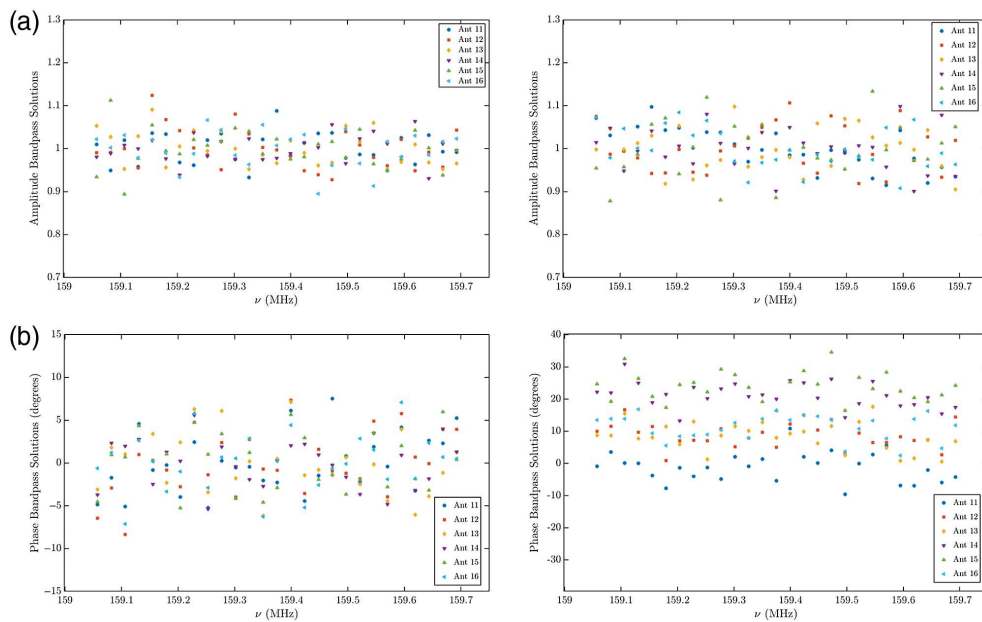 (a)
1.3
1.2
1.1
1
0.9
0.8
0.7
Amplitude Bandpass Solutions
159 159.1 159.2 159.3 159.4 159.5 159.6 159.7
ν (MHz)
Ant 11
Ant 12
Ant 13
Ant 14
Ant 15
Ant 16
1.3
1.2
1.1
1
0.9
0.8
0.7
Amplitude Bandpass Solutions
159 159.1 159.2 159.3 159.4 159.5 159.6 159.7
ν (MHz)
Ant 11
Ant 12
Ant 13
Ant 14
Ant 15
Ant 16
(b)
15
10
5
0
−5
−10
−15
Phase Bandpass Solutions (degrees)
159 159.1 159.2 159.3 159.4 159.5 159.6 159.7
ν (MHz)
Ant 11
Ant 12
Ant 13
Ant 14
Ant 15
Ant 16
40
30
20
10
0
−10
−20
−30
Phase Bandpass Solutions (degrees)
159 159.1 159.2 159.3 159.4 159.5 159.6 159.7
ν (MHz)
Ant 11
Ant 12
Ant 13
Ant 14
Ant 15
Ant 16